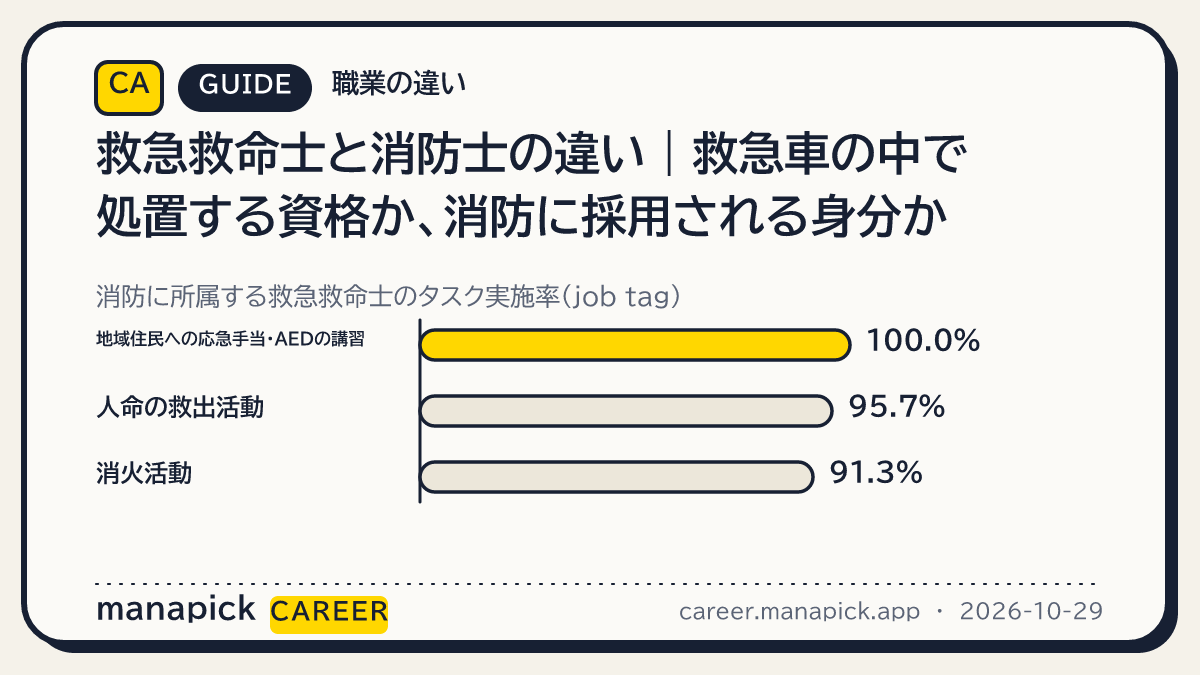 CA GUIDE 職業の違い
救急救命士と消防士の違い｜救急車の中で
処置する資格か、消防に採用される身分か
消防に所属する救急救命士のタスク実施率(job tag)
地域住民への応急手当・AEDの講習 100.0%
人命の救出活動 95.7%
消火活動 91.3%
manapick CAREER career.manapick.app ・ 2026-10-29